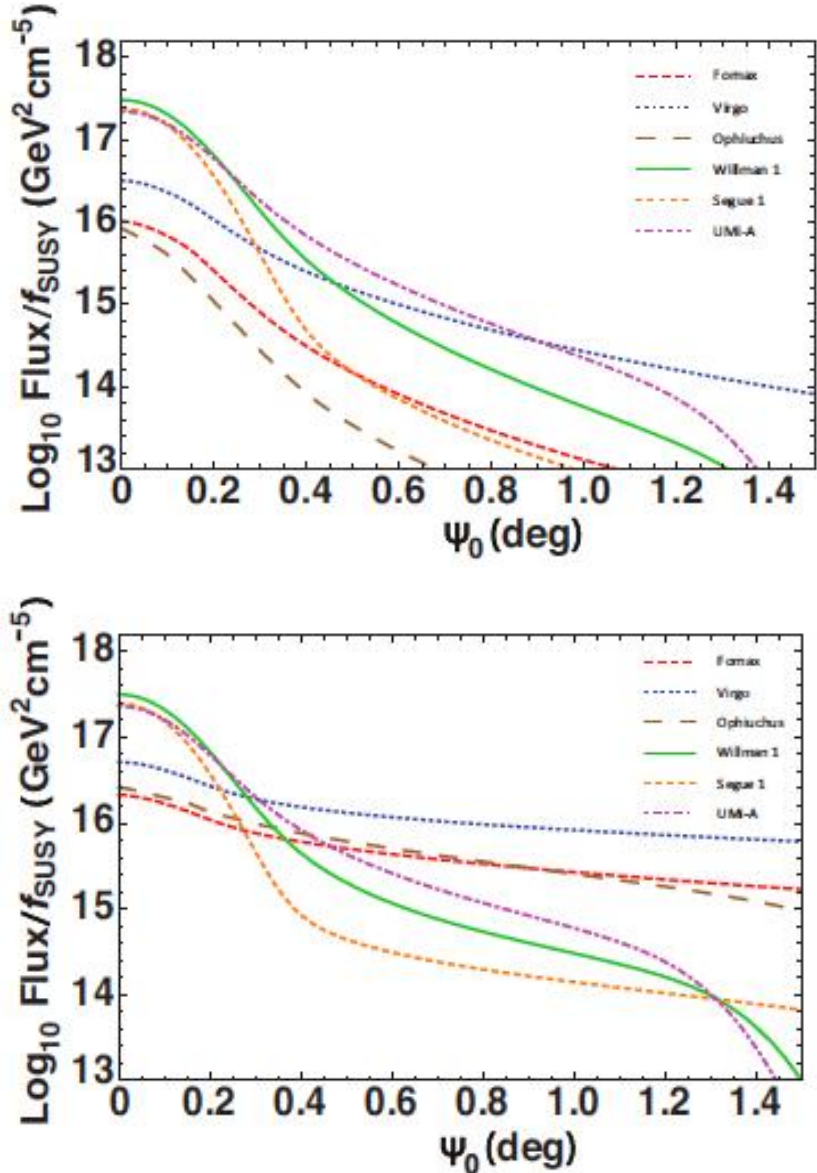 Log₁₀ Flux/f_SUSY (GeV²cm⁻⁵)
18
17
16
15
14
13
0 0.2 0.4 0.6 0.8 1.0 1.2 1.4
Ψ₀ (deg)
Fornax
Virgo
Ophiuchus
Willman 1
Segue 1
UMi-A
Log₁₀ Flux/f_SUSY (GeV²cm⁻⁵)
18
17
16
15
14
13
0 0.2 0.4 0.6 0.8 1.0 1.2 1.4
Ψ₀ (deg)
Fornax
Virgo
Ophiuchus
Willman 1
Segue 1
UMi-A